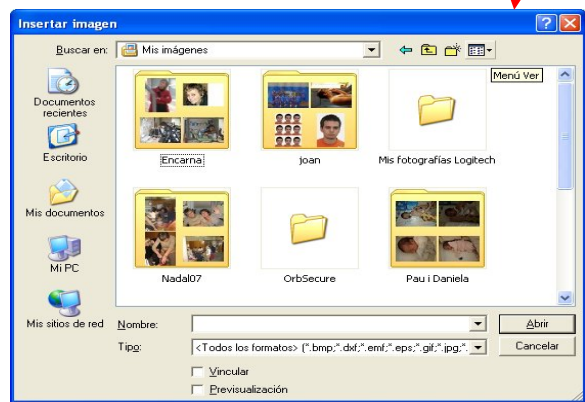 Insertar imagen
Buscar en: Mis imágenes
Menú Ver
Documentos
recientes
Escritorio
Mis documentos
Mi PC
Mis sitios de red
Encarna
joan
Mis fotografías Logitech
Nadal07
OrbSecure
Pau i Daniela
Nombre:
Abrir
Tipo: <Todos los formatos> (*.bmp;*.dxf;*.emf;*.eps;*.gif;*.jpg;*.
Cancelar
Vincular
Previsualización